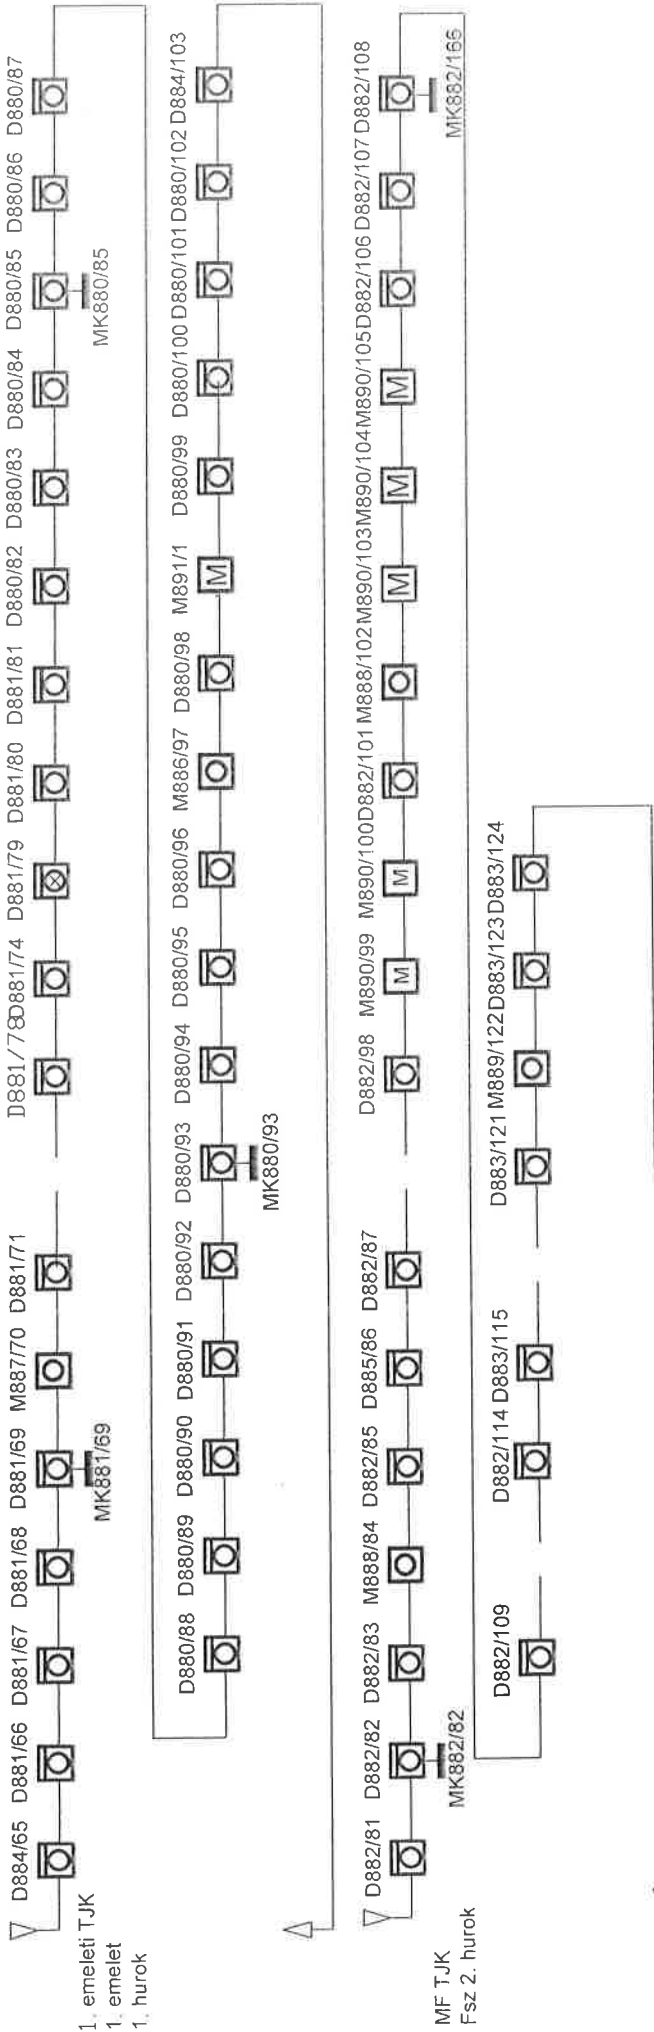 D884/65 D881/66 D881/67 D881/68 D881/69 M887/70 D881/71 D881/78 D881/74 D881/79 D881/80 D881/81 D880/82 D880/83 D880/84 D880/85 D880/86 D880/87
MK881/69 MK880/85
1. emeleti TJK
1. emelet
1. hurok
D880/88 D880/89 D880/90 D880/91 D880/92 D880/93 D880/94 D880/95 D880/96 M886/97 D880/98 M891/1 D880/99 D880/100 D880/101 D880/102 D884/103
M
MK880/93
D882/81 D882/82 D882/83 M888/84 D882/85 D885/86 D882/87 D882/98 M890/99 M890/100 D882/101 M888/102 M890/103 M890/104 M890/105 D882/106 D882/107 D882/108
M M M M M
MK882/82 MK882/166
MF TJK
Fsz 2. hurok
D882/109 D882/114 D883/115 D883/121 M889/122 D883/123 D883/124